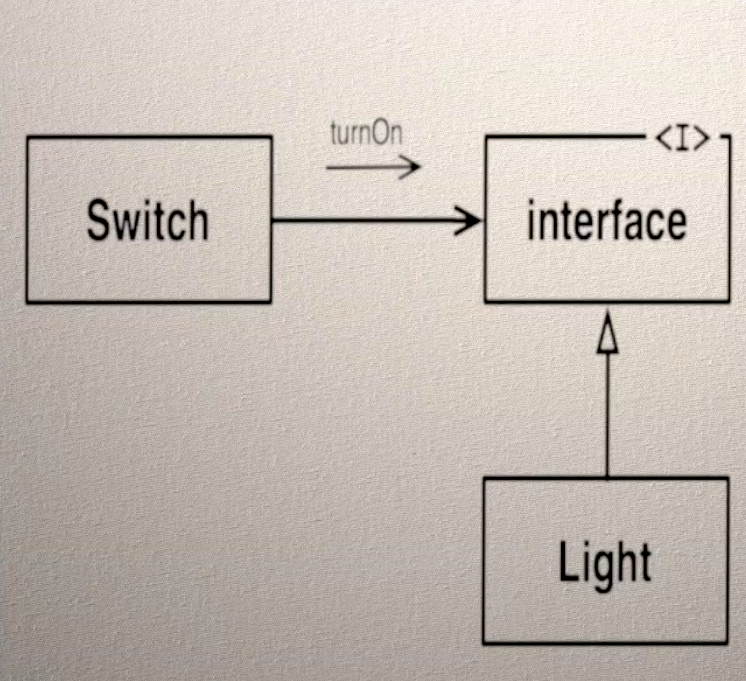 turnOn
<I>
Switch
interface
Light